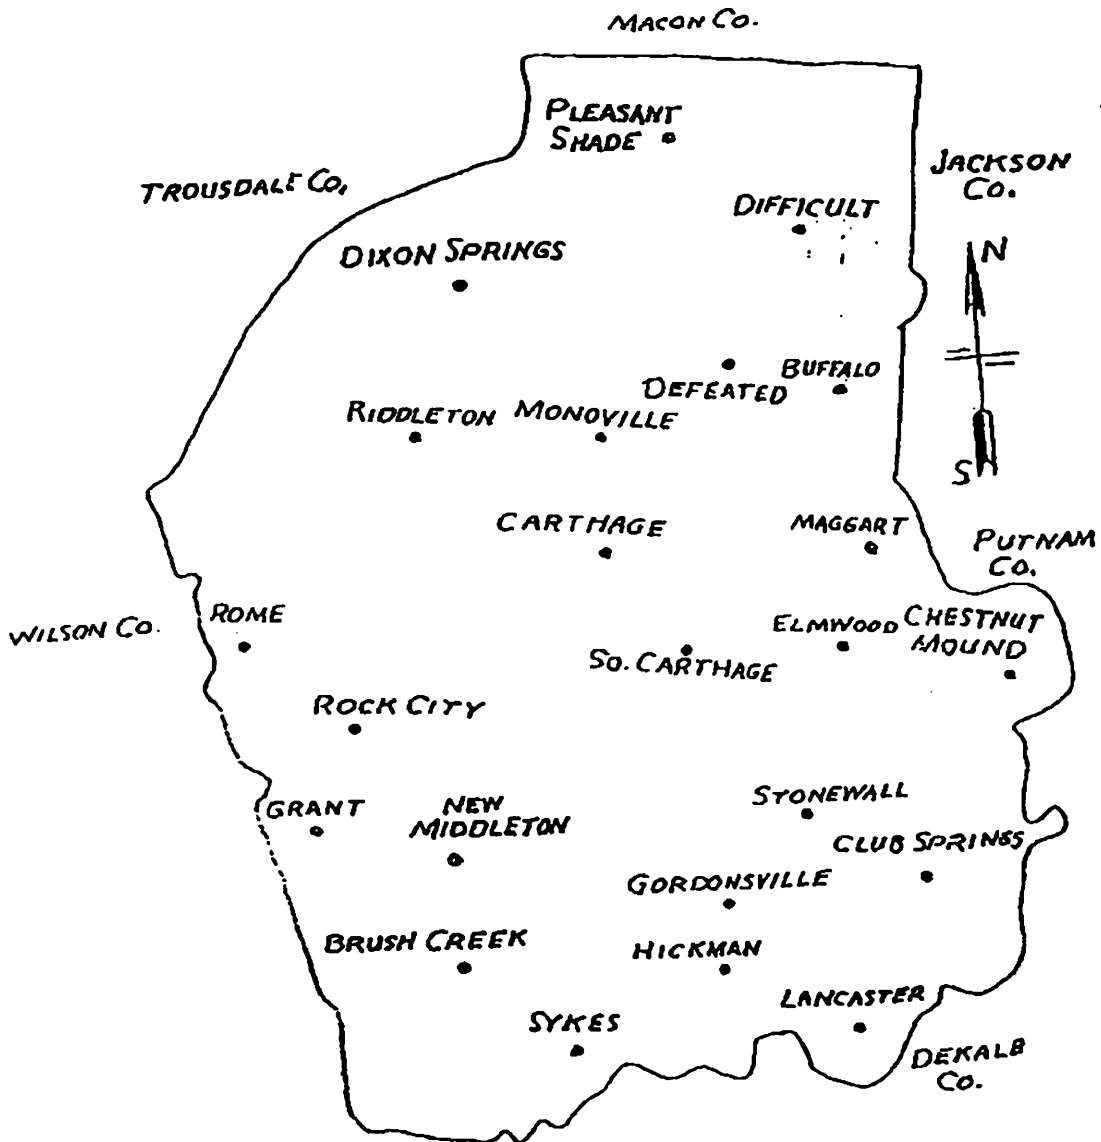 MACON CO.
PLEASANT
SHADE
JACKSON
CO.
TROUSDALE CO.
DIFFICULT
DIXON SPRINGS
N
DEFEATED
BUFFALO
RIDDLETON
MONOVILLE
S
CARTHAGE
MAGGART
PUTNAM
CO.
WILSON CO.
ROME
ELMWOOD
CHESTNUT
MOUND
SO. CARTHAGE
ROCK CITY
STONEWALL
GRANT
NEW
MIDDLETON
CLUB SPRINGS
GORDONSVILLE
BRUSH CREEK
HICKMAN
LANCASTER
SYKES
DEKALB
CO.